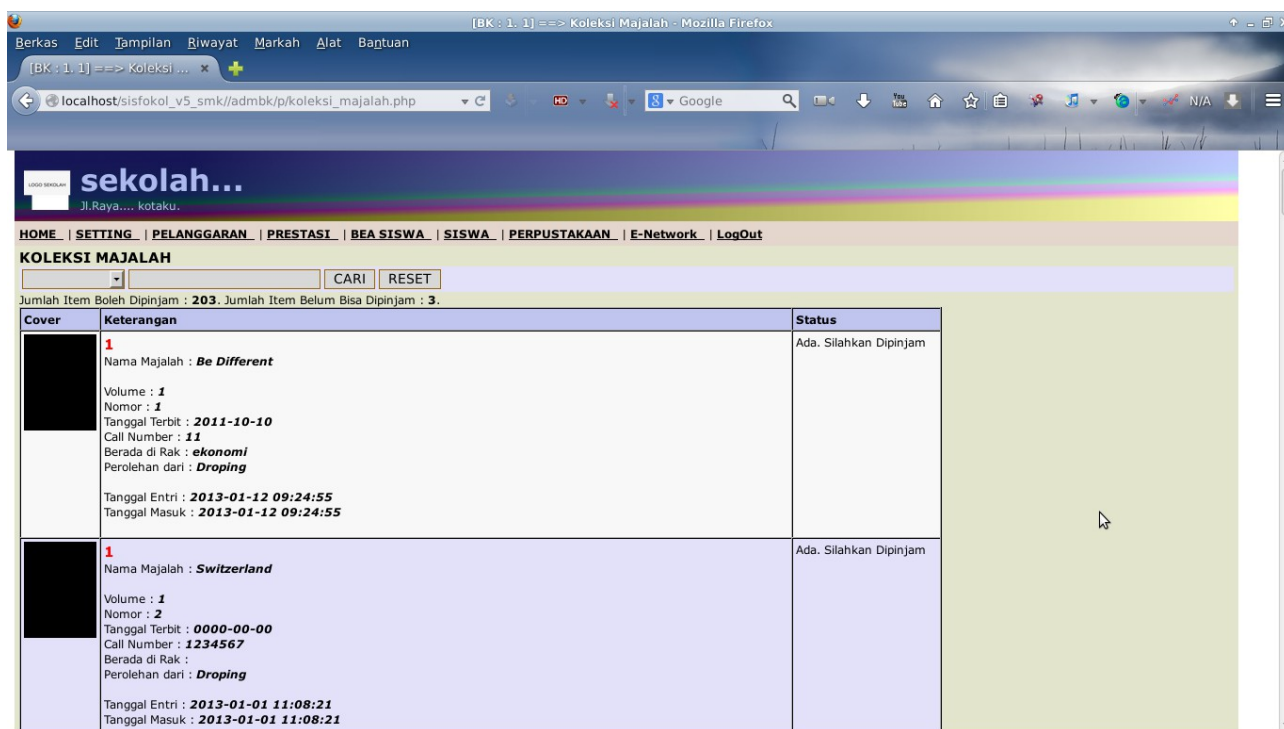 [BK : 1. 1] ==> Koleksi Majalah - Mozilla Firefox
Berkas Edit Tampilan Riwayat Markah Alat Bantuan
[BK : 1. 1] ==> Koleksi ...
localhost/sisfokol_v5_smk//admbk/p/koleksi_majalah.php Google N/A
LOGO SEKOLAH
sekolah...
Jl.Raya.... kotaku.
HOME | SETTING | PELANGGARAN | PRESTASI | BEA SISWA | SISWA | PERPUSTAKAAN | E-Network | LogOut
KOLEKSI MAJALAH
CARI RESET
Jumlah Item Boleh Dipinjam : 203. Jumlah Item Belum Bisa Dipinjam : 3.
Cover Keterangan Status
1 Ada. Silahkan Dipinjam
Nama Majalah : Be Different
Volume : 1
Nomor : 1
Tanggal Terbit : 2011-10-10
Call Number : 11
Berada di Rak : ekonomi
Perolehan dari : Droping
Tanggal Entri : 2013-01-12 09:24:55
Tanggal Masuk : 2013-01-12 09:24:55
1 Ada. Silahkan Dipinjam
Nama Majalah : Switzerland
Volume : 1
Nomor : 2
Tanggal Terbit : 0000-00-00
Call Number : 1234567
Berada di Rak :
Perolehan dari : Droping
Tanggal Entri : 2013-01-01 11:08:21
Tanggal Masuk : 2013-01-01 11:08:21